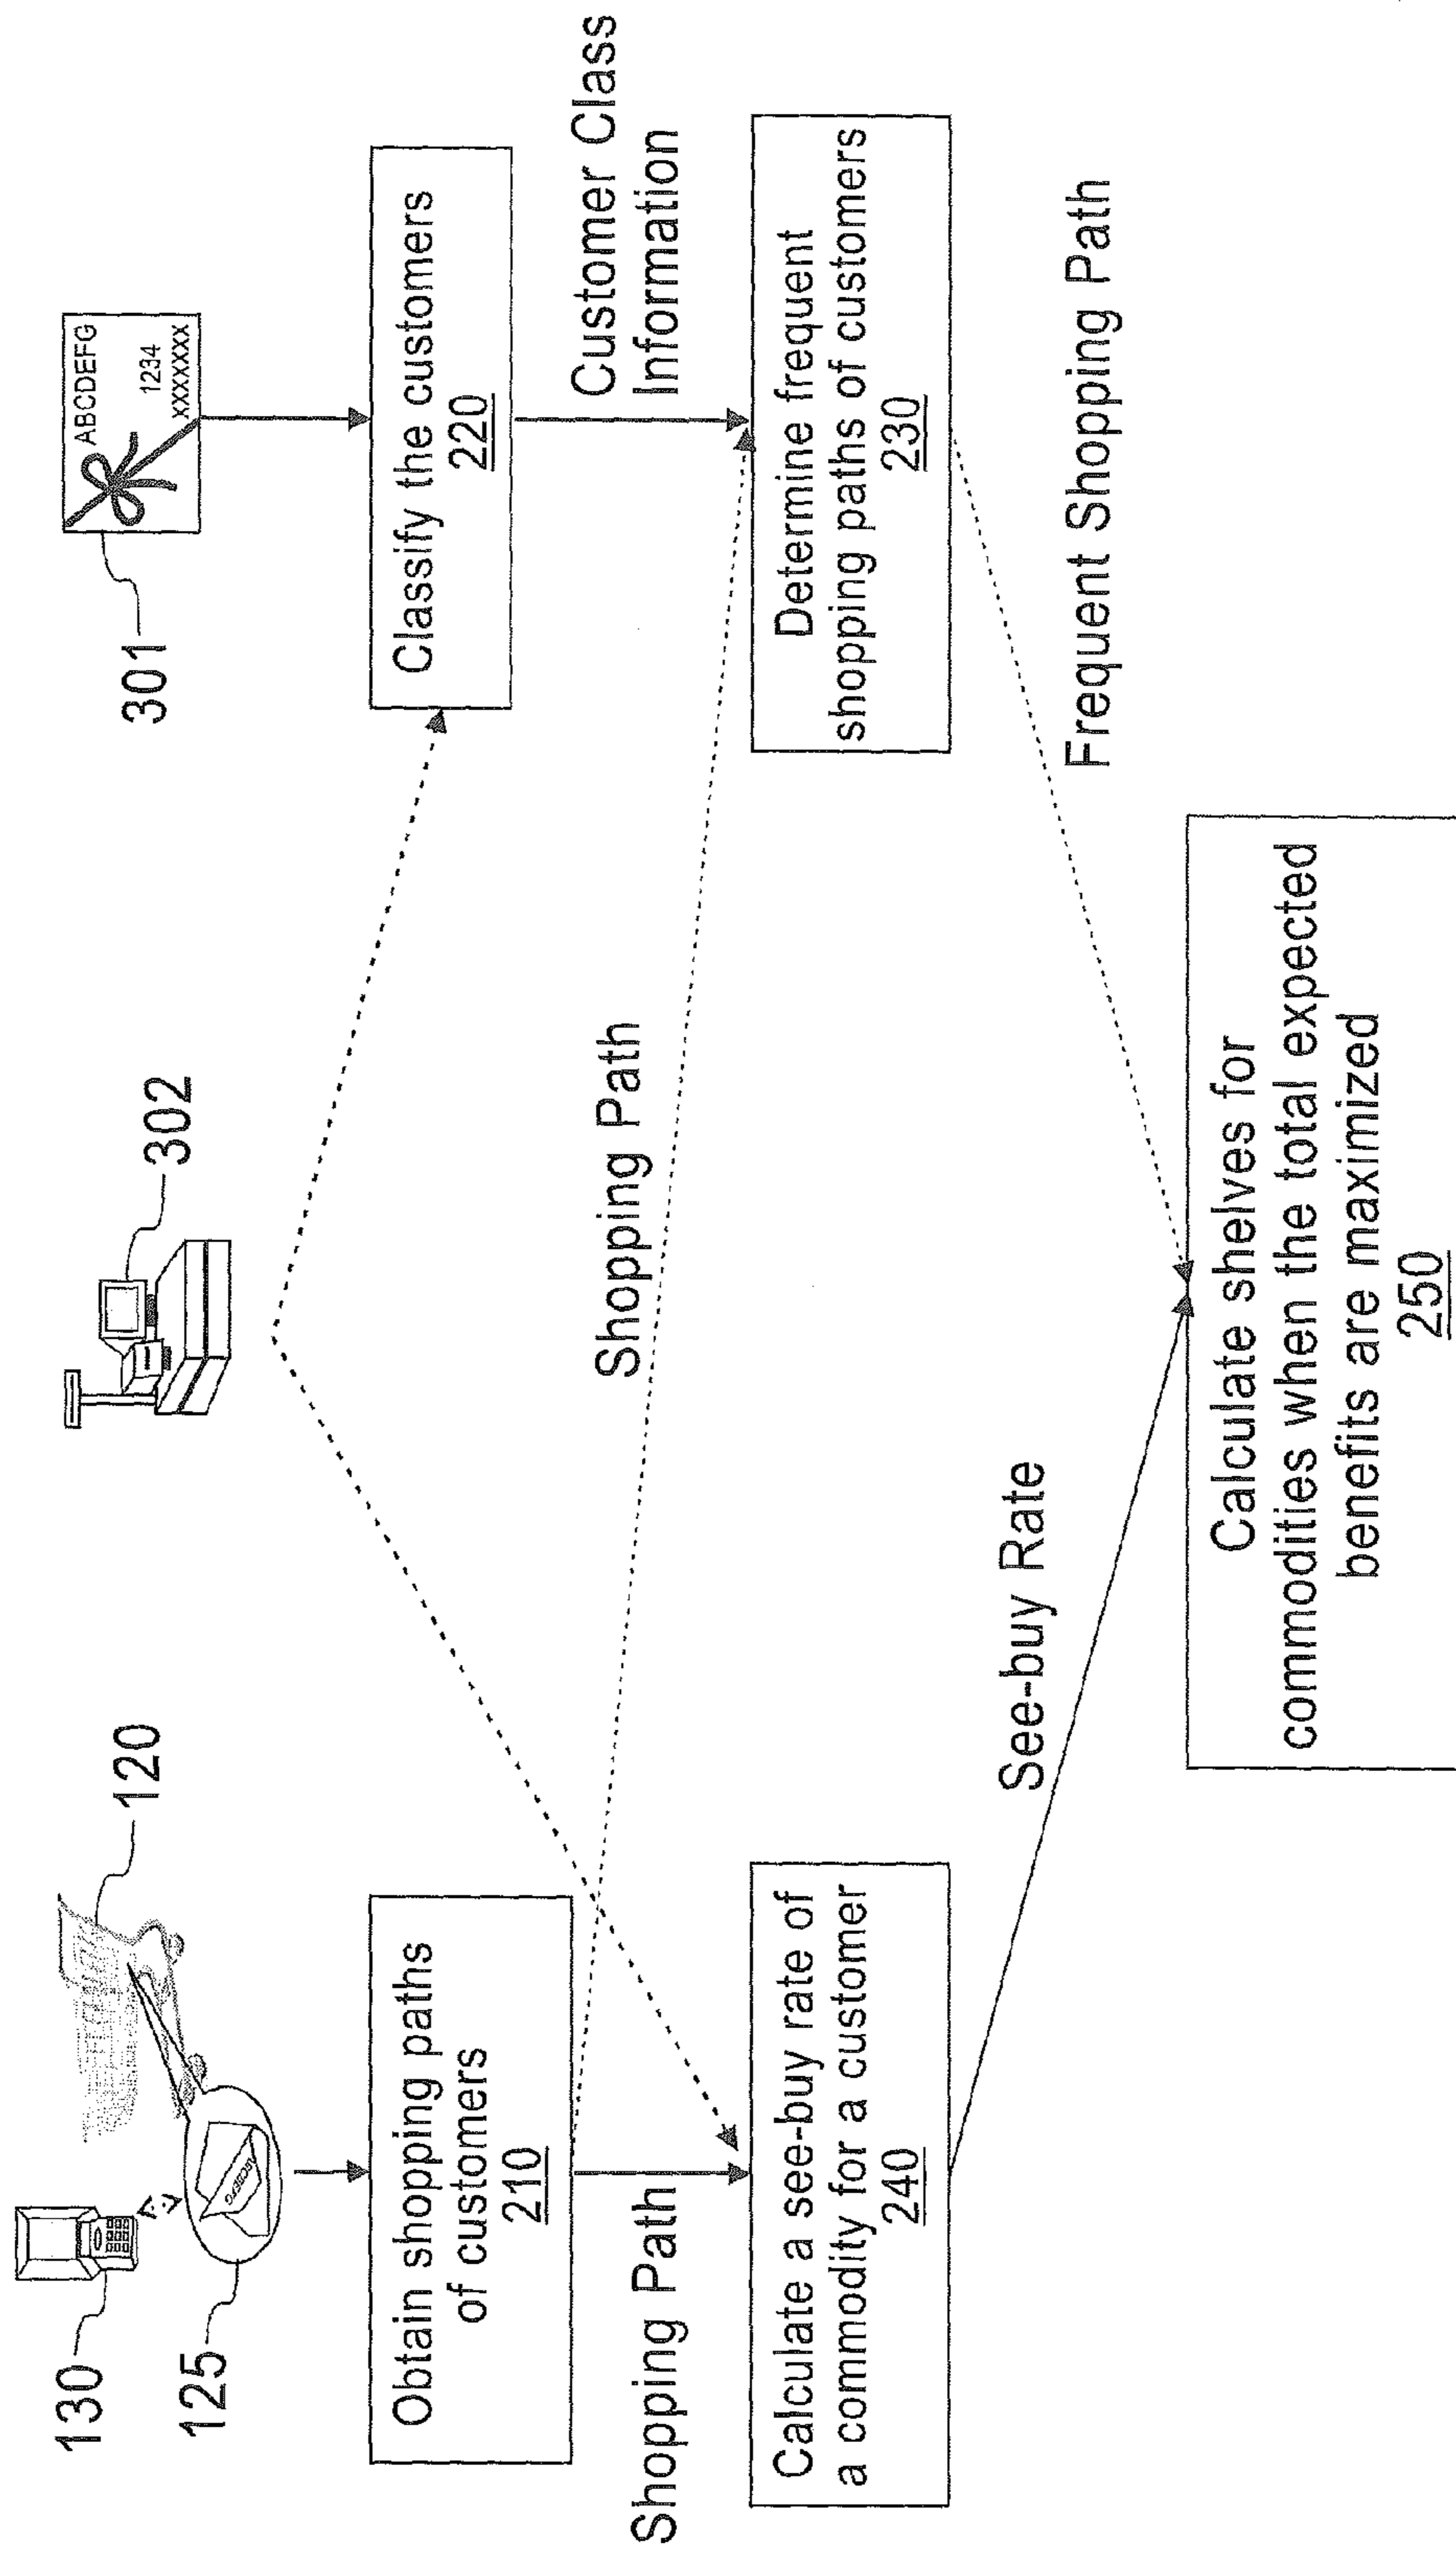 130
125
120
302
301
ABCDEFG
1234
XXXXXXX
ABCDEFG
Obtain shopping paths
of customers
210
Classify the customers
220
Shopping Path
Shopping Path
Customer Class
Information
Calculate a see-buy rate of
a commodity for a customer
240
Determine frequent
shopping paths of customers
230
See-buy Rate
Frequent Shopping Path
Calculate shelves for
commodities when the total expected
benefits are maximized
250